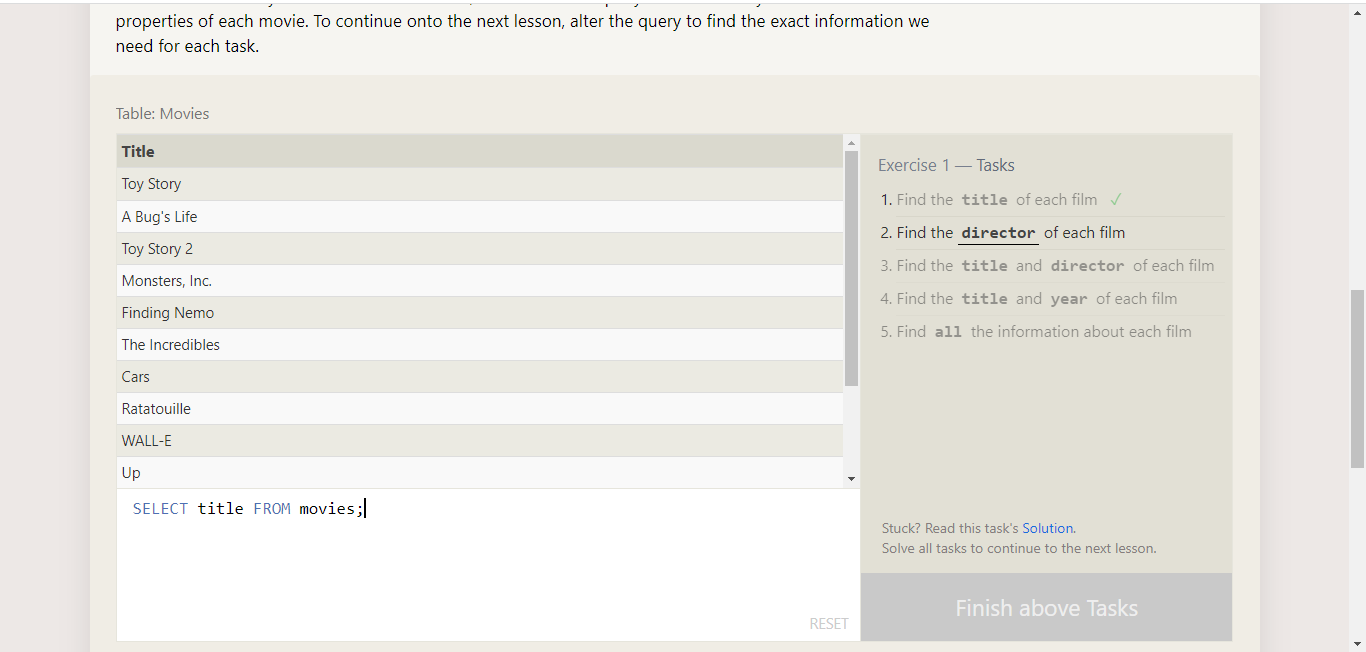 properties of each movie. To continue onto the next lesson, alter the query to find the exact information we
need for each task.
Table: Movies
Title
Toy Story
A Bug's Life
Toy Story 2
Monsters, Inc.
Finding Nemo
The Incredibles
Cars
Ratatouille
WALL-E
Up
SELECT title FROM movies;
RESET
Exercise 1 — Tasks
1. Find the title of each film ✓
2. Find the director of each film
3. Find the title and director of each film
4. Find the title and year of each film
5. Find all the information about each film
Stuck? Read this task's Solution.
Solve all tasks to continue to the next lesson.
Finish above Tasks